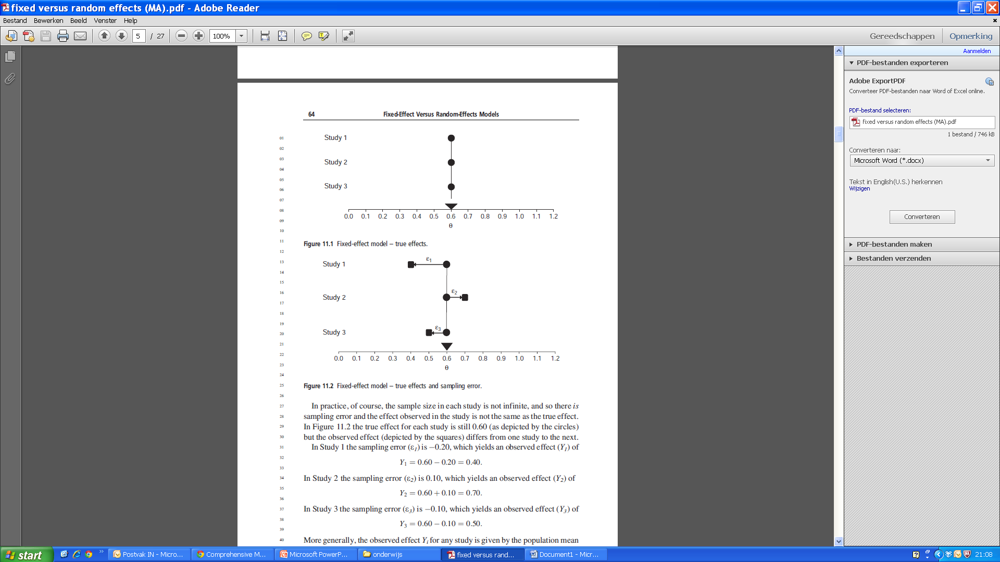 fixed versus random effects (MA).pdf - Adobe Reader
Bestand Bewerken Beeld Venster Help
5 / 27 100% Gereedschappen Opmerking
Aanmelden
PDF-bestanden exporteren
Adobe ExportPDF
Converteer PDF-bestanden naar Word of Excel online.
PDF-bestand selecteren:
fixed versus random effects (MA).pdf
1 bestand / 746 kB
Converteren naar:
Microsoft Word (*.docx)
Tekst in English(U.S.) herkennen
Wijzigen
Converteren
PDF-bestanden maken
Bestanden verzenden
64 Fixed-Effect Versus Random-Effects Models
01 Study 1
02
03 Study 2
04
05
06 Study 3
07
08
0.0 0.1 0.2 0.3 0.4 0.5 0.6 0.7 0.8 0.9 1.0 1.1 1.2
09 θ
10
11 Figure 11.1 Fixed-effect model – true effects.
12
13 Study 1 ε1
14
15
16 ε2
17 Study 2
18
19
20 Study 3 ε3
21
22 0.0 0.1 0.2 0.3 0.4 0.5 0.6 0.7 0.8 0.9 1.0 1.1 1.2
23 θ
24
25 Figure 11.2 Fixed-effect model – true effects and sampling error.
26
27 In practice, of course, the sample size in each study is not infinite, and so there is
28 sampling error and the effect observed in the study is not the same as the true effect.
29 In Figure 11.2 the true effect for each study is still 0.60 (as depicted by the circles)
30 but the observed effect (depicted by the squares) differs from one study to the next.
31 In Study 1 the sampling error (ε1) is −0.20, which yields an observed effect (Y1) of
32
Y1 = 0.60 − 0.20 = 0.40.
33
34 In Study 2 the sampling error (ε2) is 0.10, which yields an observed effect (Y2) of
35
Y2 = 0.60 + 0.10 = 0.70.
36
37 In Study 3 the sampling error (ε3) is −0.10, which yields an observed effect (Y3) of
38
Y3 = 0.60 − 0.10 = 0.50.
39
40 More generally, the observed effect Yi for any study is given by the population mean
start Postvak IN - Micro... Comprehensive M... Microsoft PowerP... onderwijs fixed versus rand... Document1 - Micr... 21:08